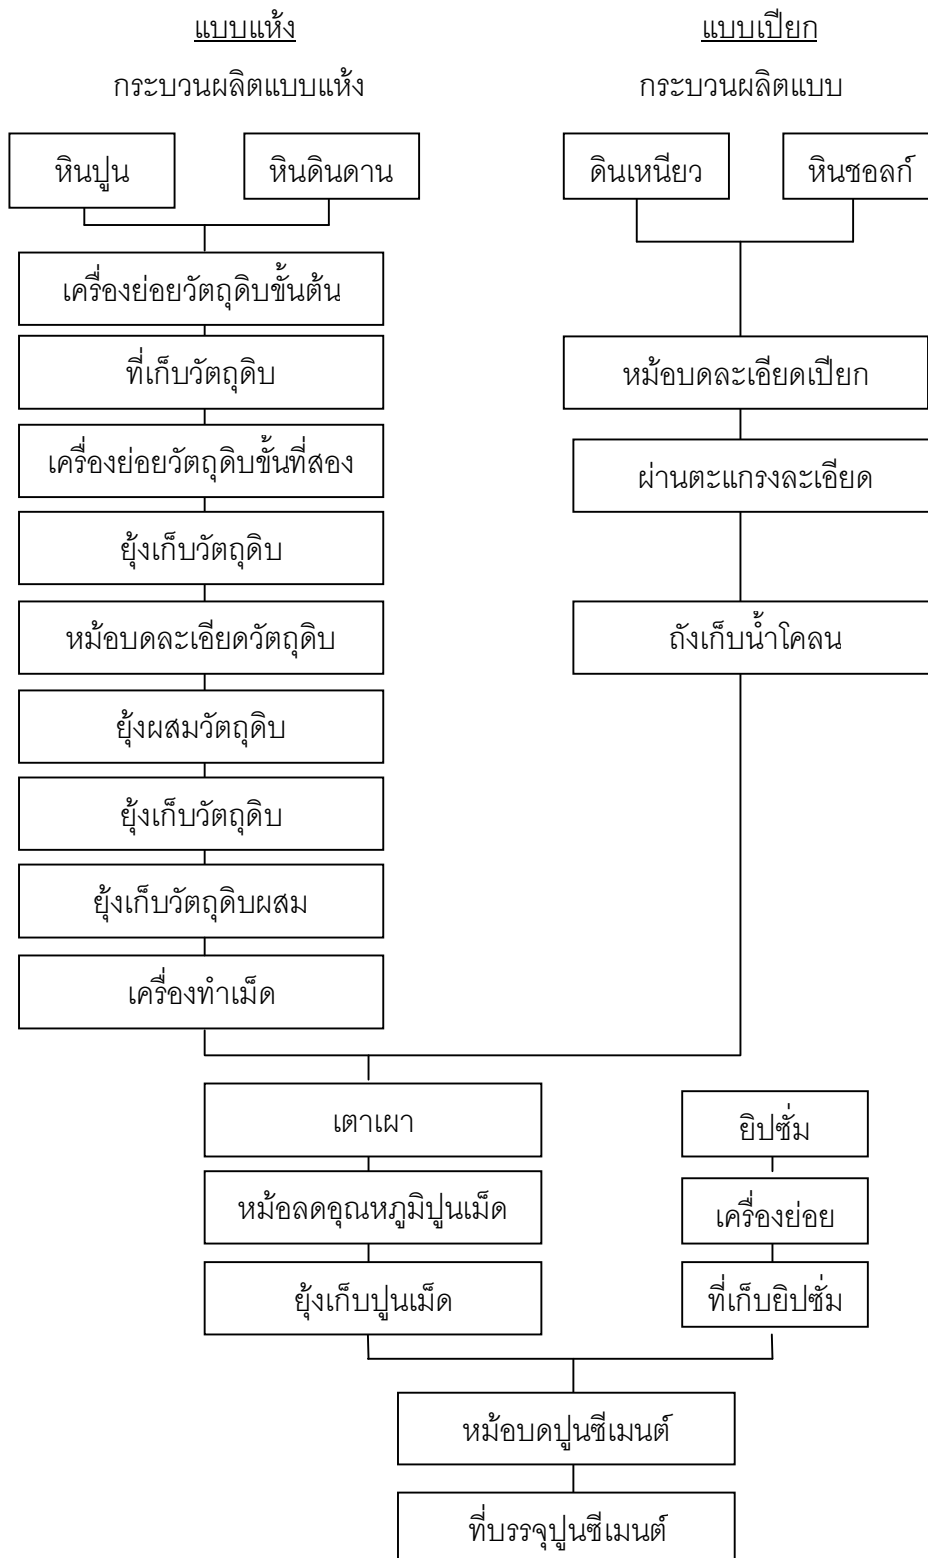 แบบแห้ง
กระบวนผลิตแบบแห้ง
หินปูน
หินดินดาน
เครื่องย่อยวัตถุดิบขั้นต้น
ที่เก็บวัตถุดิบ
เครื่องย่อยวัตถุดิบขั้นที่สอง
ยุ้งเก็บวัตถุดิบ
หม้อบดละเอียดวัตถุดิบ
ยุ้งผสมวัตถุดิบ
ยุ้งเก็บวัตถุดิบ
ยุ้งเก็บวัตถุดิบผสม
เครื่องทำเม็ด
แบบเปียก
กระบวนผลิตแบบ
ดินเหนียว
หินชอลก์
หม้อบดละเอียดเปียก
ผ่านตะแกรงละเอียด
ถังเก็บน้ำโคลน
เตาเผา
หม้อลดอุณหภูมิปูนเม็ด
ยุ้งเก็บปูนเม็ด
ยิปซั่ม
เครื่องย่อย
ที่เก็บยิปซั่ม
หม้อบดปูนซีเมนต์
ที่บรรจุปูนซีเมนต์